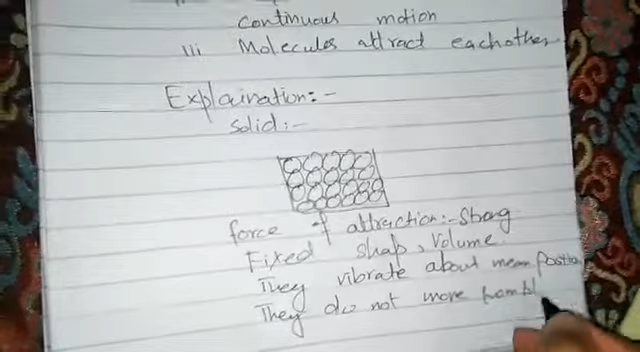 continuous motion
iii Molecules attract eachother
Explaination:-
Solid:-
force of attraction:- Strong
Fixed shap, Volume.
They vibrate about mean Position
They do not more